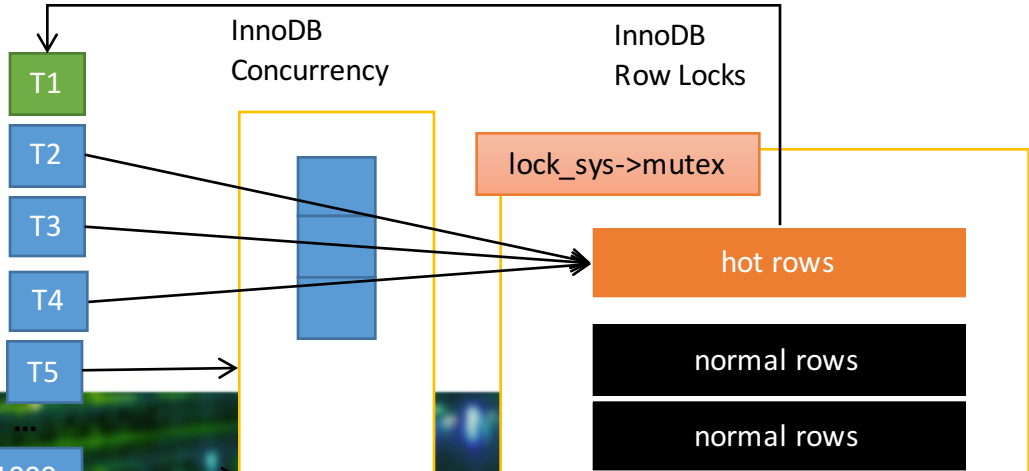 InnoDB
Concurrency
InnoDB
Row Locks
T1
T2
T3
T4
T5
...
lock_sys->mutex
hot rows
normal rows
normal rows